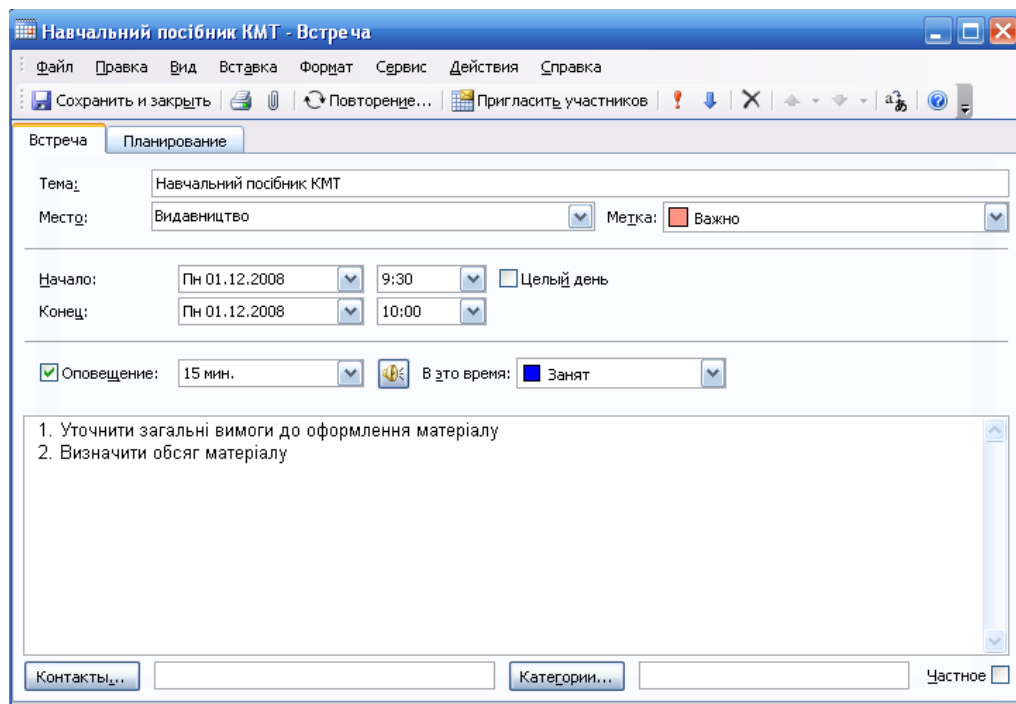 Навчальний посібник КМТ - Встреча
Файл Правка Вид Вставка Формат Сервис Действия Справка
Сохранить и закрыть Повторение... Пригласить участников
Встреча Планирование
Тема: Навчальний посібник КМТ
Место: Видавництво Метка: Важно
Начало: Пн 01.12.2008 9:30 Целый день
Конец: Пн 01.12.2008 10:00
Оповещение: 15 мин. В это время: Занят
1. Уточнити загальні вимоги до оформлення матеріалу
2. Визначити обсяг матеріалу
Контакты... Категории... Частное